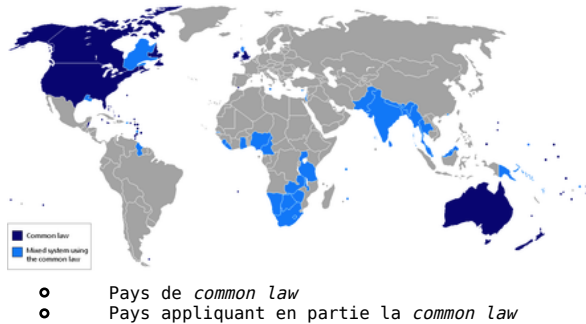 Common law
Mixed system using
the common law
Pays de common law
Pays appliquant en partie la common law